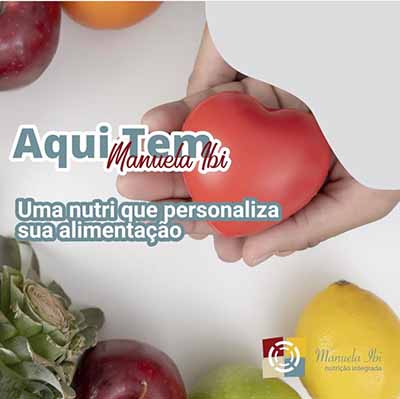 Aqui Tem
Manuela Ibi
Uma nutri que personaliza
sua alimentação
Manuela Ibi
nutrição integrada